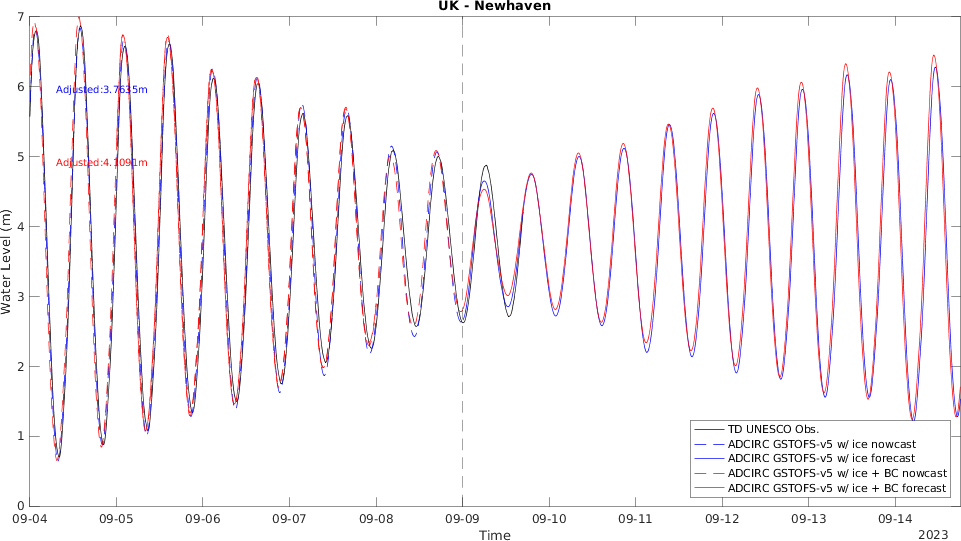 UK - Newhaven
7
6
5
4
3
2
1
0
Water Level (m)
Adjusted:3.7635m
Adjusted:4.1091m
TD UNESCO Obs.
ADCIRC GSTOFS-v5 w/ ice nowcast
ADCIRC GSTOFS-v5 w/ ice forecast
ADCIRC GSTOFS-v5 w/ ice + BC nowcast
ADCIRC GSTOFS-v5 w/ ice + BC forecast
09-04 09-05 09-06 09-07 09-08 09-09 09-10 09-11 09-12 09-13 09-14
Time
2023